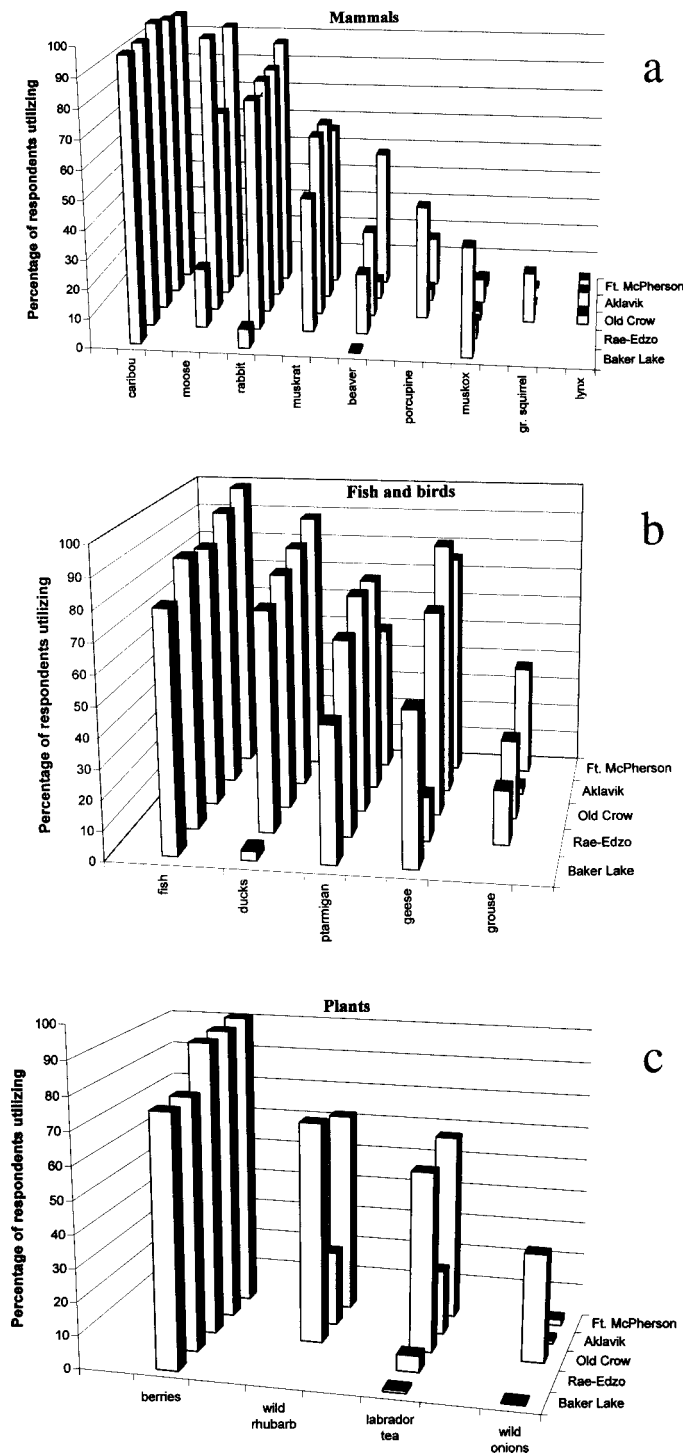 Mammals
a
Percentage of respondents utilizing
100
90
80
70
60
50
40
30
20
10
0
caribou
moose
rabbit
muskrat
beaver
porcupine
muskox
gr. squirrel
lynx
Ft. McPherson
Aklavik
Old Crow
Rae-Edzo
Baker Lake
Fish and birds
b
Percentage of respondents utilizing
100
90
80
70
60
50
40
30
20
10
0
fish
ducks
ptarmigan
geese
grouse
Ft. McPherson
Aklavik
Old Crow
Rae-Edzo
Baker Lake
Plants
c
Percentage of respondents utilizing
100
90
80
70
60
50
40
30
20
10
0
berries
wild
rhubarb
labrador
tea
wild
onions
Ft. McPherson
Aklavik
Old Crow
Rae-Edzo
Baker Lake